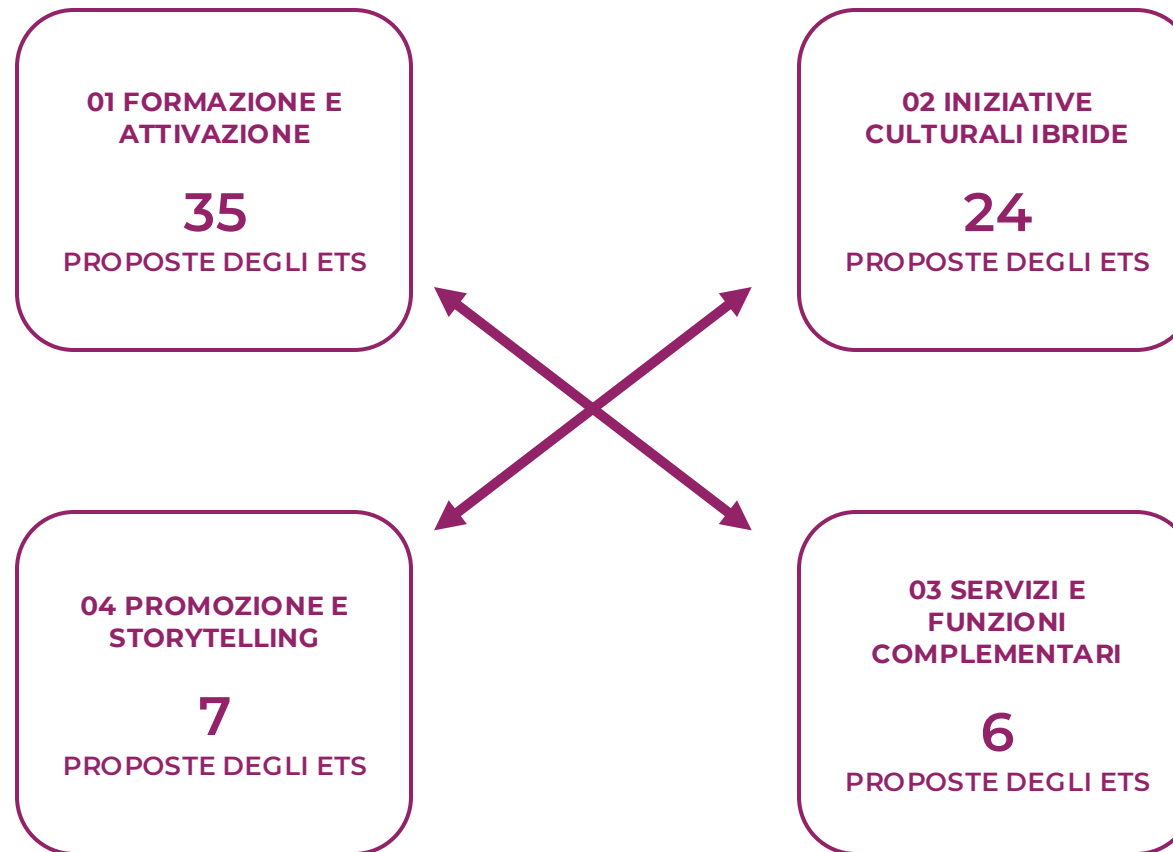 01 FORMAZIONE E
ATTIVAZIONE
35
PROPOSTE DEGLI ETS
02 INIZIATIVE
CULTURALI IBRIDE
24
PROPOSTE DEGLI ETS
04 PROMOZIONE E
STORYTELLING
7
PROPOSTE DEGLI ETS
03 SERVIZI E
FUNZIONI
COMPLEMENTARI
6
PROPOSTE DEGLI ETS